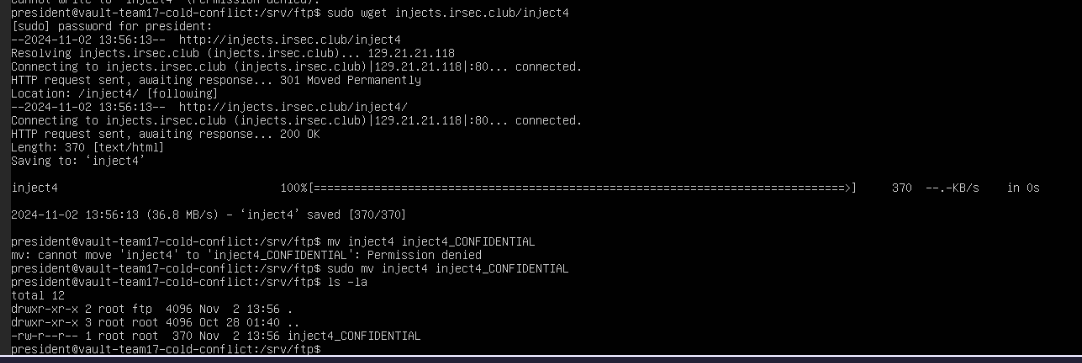 cannot write to 'inject4' (Permission denied).
president@vault-team17-cold-conflict:/srv/ftp$ sudo wget injects.irsec.club/inject4
[sudo] password for president:
--2024-11-02 13:56:13--  http://injects.irsec.club/inject4
Resolving injects.irsec.club (injects.irsec.club)... 129.21.21.118
Connecting to injects.irsec.club (injects.irsec.club)|129.21.21.118|:80... connected.
HTTP request sent, awaiting response... 301 Moved Permanently
Location: /inject4/ [following]
--2024-11-02 13:56:13--  http://injects.irsec.club/inject4/
Connecting to injects.irsec.club (injects.irsec.club)|129.21.21.118|:80... connected.
HTTP request sent, awaiting response... 200 OK
Length: 370 [text/html]
Saving to: ‘inject4’
inject4 100%[===============================================================================>] 370 --.-KB/s in 0s
2024-11-02 13:56:13 (36.8 MB/s) - ‘inject4’ saved [370/370]
president@vault-team17-cold-conflict:/srv/ftp$ mv inject4 inject4_CONFIDENTIAL
mv: cannot move 'inject4' to 'inject4_CONFIDENTIAL': Permission denied
president@vault-team17-cold-conflict:/srv/ftp$ sudo mv inject4 inject4_CONFIDENTIAL
president@vault-team17-cold-conflict:/srv/ftp$ ls -la
total 12
drwxr-xr-x 2 root ftp  4096 Nov  2 13:56 .
drwxr-xr-x 3 root root 4096 Oct 28 01:40 ..
-rw-r--r-- 1 root root  370 Nov  2 13:56 inject4_CONFIDENTIAL
president@vault-team17-cold-conflict:/srv/ftp$